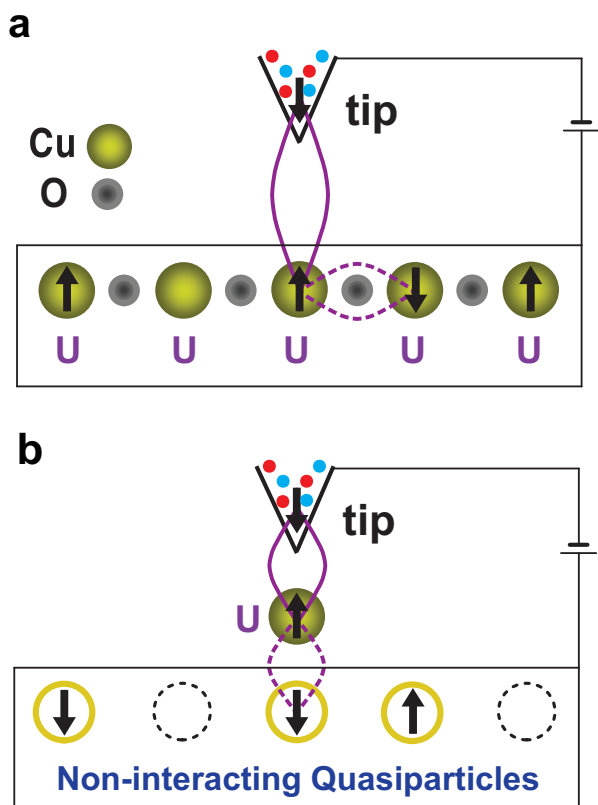 a
tip
Cu
O
U U U U U
b
tip
U
Non-interacting Quasiparticles